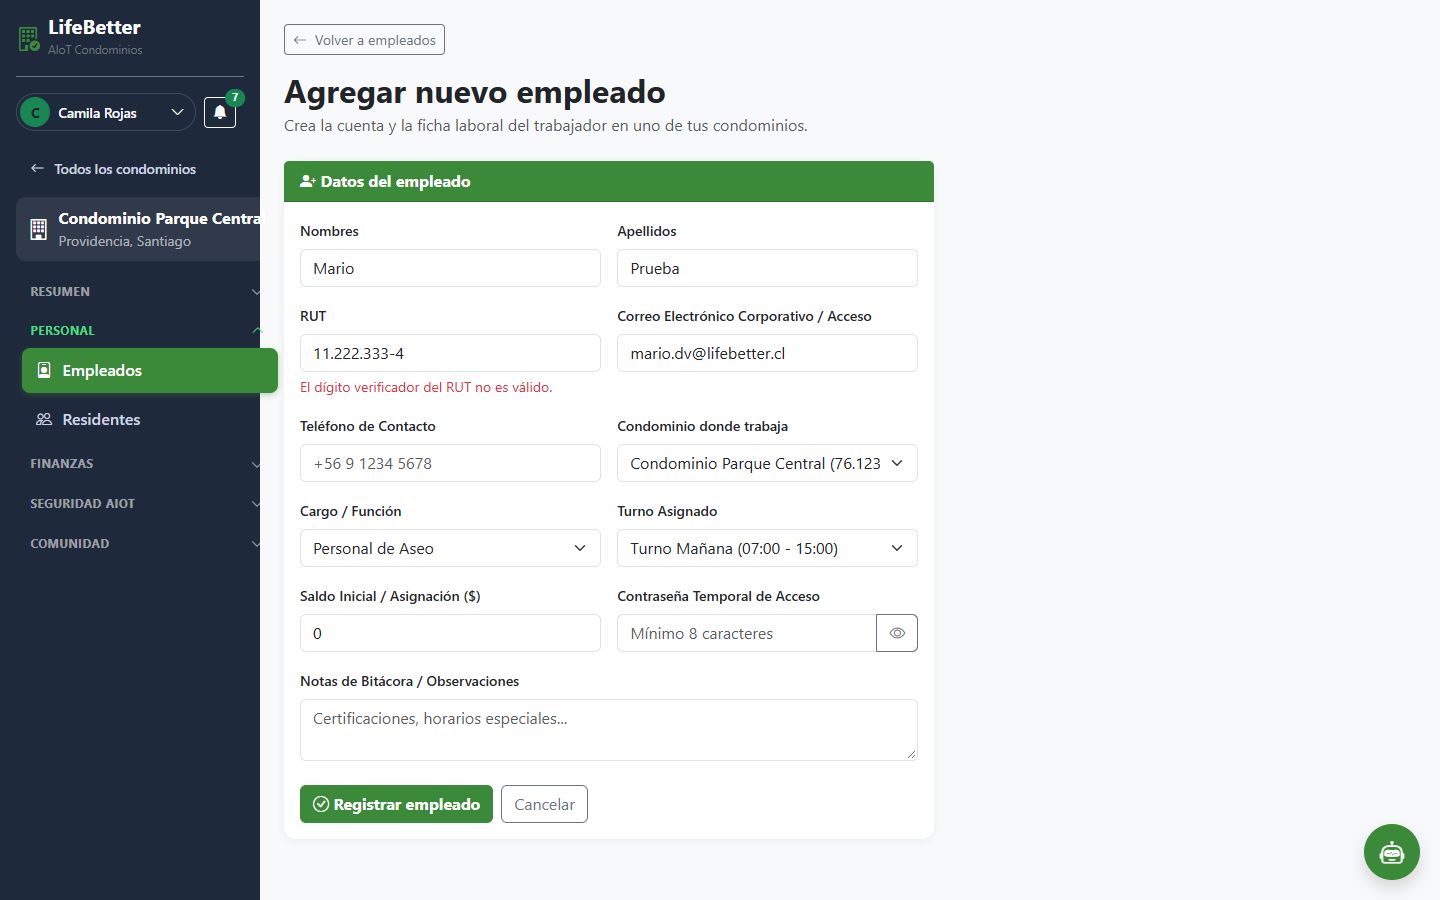 LifeBetter
AIoT Condominios
C
Camila Rojas
7
Todos los condominios
Condominio Parque Centra
Providencia, Santiago
RESUMEN
PERSONAL
Empleados
Residentes
FINANZAS
SEGURIDAD AIOT
COMUNIDAD
Volver a empleados
Agregar nuevo empleado
Crea la cuenta y la ficha laboral del trabajador en uno de tus condominios.
Datos del empleado
Nombres
Apellidos
Mario
Prueba
RUT
Correo Electrónico Corporativo / Acceso
11.222.333-4
mario.dv@lifebetter.cl
El dígito verificador del RUT no es válido.
Teléfono de Contacto
Condominio donde trabaja
+56 9 1234 5678
Condominio Parque Central (76.123
Cargo / Función
Turno Asignado
Personal de Aseo
Turno Mañana (07:00 - 15:00)
Saldo Inicial / Asignación ($)
Contraseña Temporal de Acceso
0
Mínimo 8 caracteres
Notas de Bitácora / Observaciones
Certificaciones, horarios especiales...
Registrar empleado
Cancelar